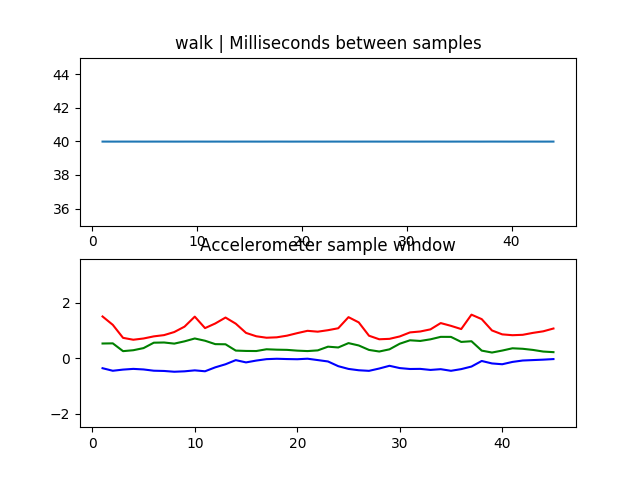 walk | Milliseconds between samples
44
42
40
38
36
0 10 20 30 40
Accelerometer sample window
2
0
−2
0 10 20 30 40